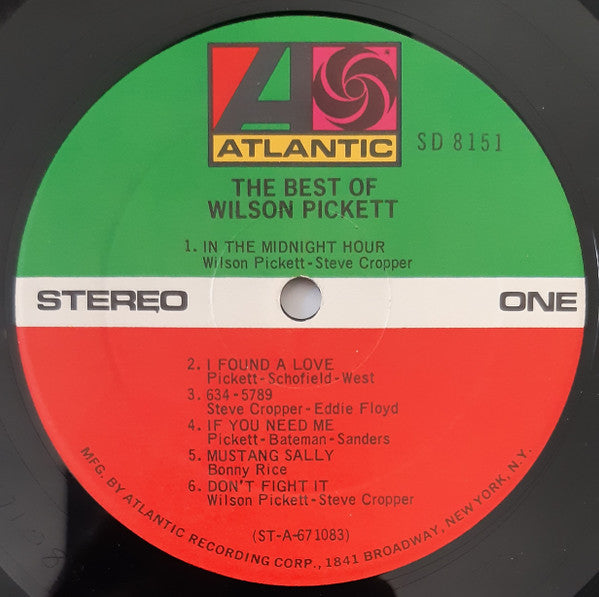 ATLANTIC
SD 8151
THE BEST OF
WILSON PICKETT
1. IN THE MIDNIGHT HOUR
Wilson Pickett-Steve Cropper
STEREO
ONE
2. I FOUND A LOVE
Pickett-Schofield-West
3. 634-5789
Steve Cropper-Eddie Floyd
4. IF YOU NEED ME
Pickett-Bateman-Sanders
5. MUSTANG SALLY
Bonny Rice
6. DON'T FIGHT IT
Wilson Pickett-Steve Cropper
(ST-A-671083)
MFG. BY ATLANTIC RECORDING CORP., 1841 BROADWAY, NEW YORK, N.Y.